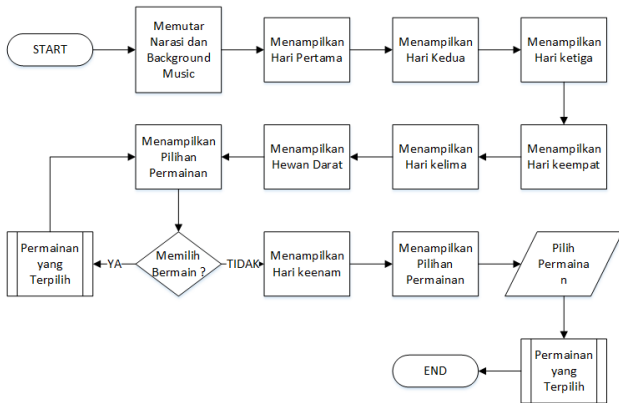 START
Memutar
Narasi dan
Background
Music
Menampilkan
Hari Pertama
Menampilkan
Hari Kedua
Menampilkan
Hari ketiga
Menampilkan
Hari keempat
Menampilkan
Hari kelima
Menampilkan
Hewan Darat
Menampilkan
Pilihan
Permainan
Memilih
Bermain ?
YA
Permainan
yang
Terpilih
TIDAK
Menampilkan
Hari keenam
Menampilkan
Pilihan
Permainan
Pilih
Permaina
n
Permainan
yang
Terpilih
END